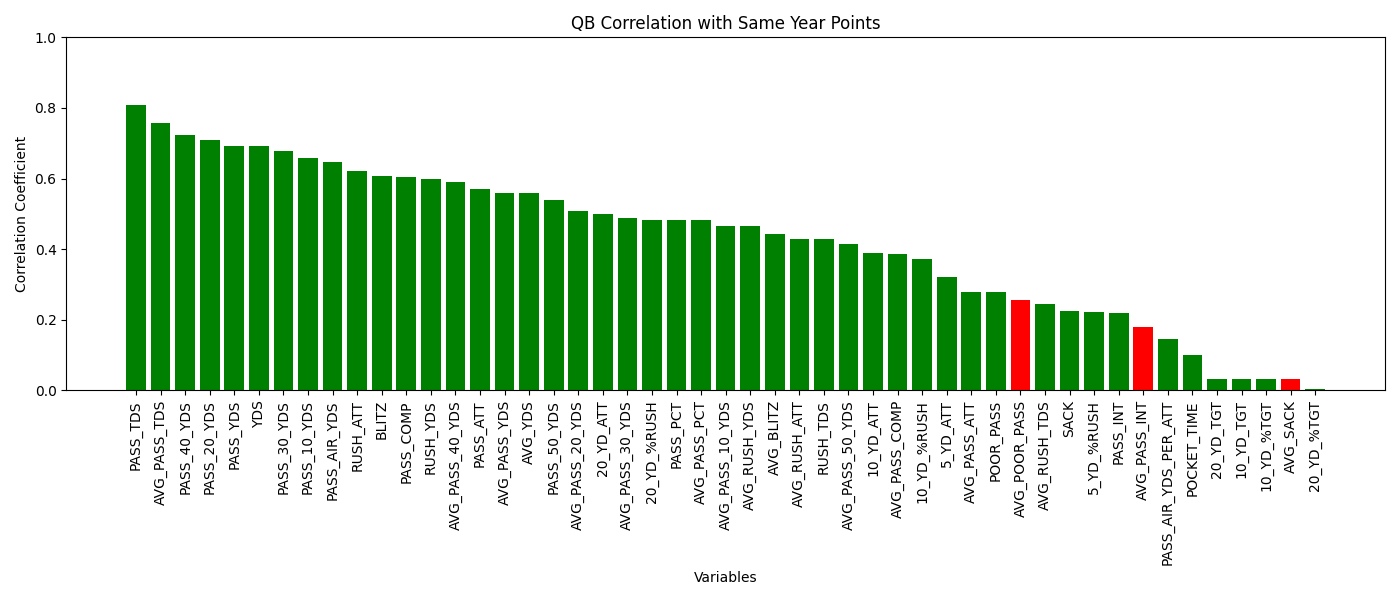 QB Correlation with Same Year Points
1.0
0.8
0.6
0.4
0.2
0.0
Correlation Coefficient
PASS_TDS
AVG_PASS_TDS
PASS_40_YDS
PASS_20_YDS
PASS_YDS
YDS
PASS_30_YDS
PASS_10_YDS
PASS_AIR_YDS
RUSH_ATT
BLITZ
PASS_COMP
RUSH_YDS
AVG_PASS_40_YDS
PASS_ATT
AVG_PASS_YDS
AVG_YDS
PASS_50_YDS
AVG_PASS_20_YDS
20_YD_ATT
AVG_PASS_30_YDS
20_YD_%RUSH
PASS_PCT
AVG_PASS_PCT
AVG_PASS_10_YDS
AVG_RUSH_YDS
AVG_BLITZ
AVG_RUSH_ATT
RUSH_TDS
AVG_PASS_50_YDS
10_YD_ATT
AVG_PASS_COMP
10_YD_%RUSH
5_YD_ATT
AVG_PASS_ATT
POOR_PASS
AVG_POOR_PASS
AVG_RUSH_TDS
SACK
5_YD_%RUSH
PASS_INT
AVG_PASS_INT
PASS_AIR_YDS_PER_ATT
POCKET_TIME
20_YD_TGT
10_YD_TGT
10_YD_%TGT
AVG_SACK
20_YD_%TGT
Variables